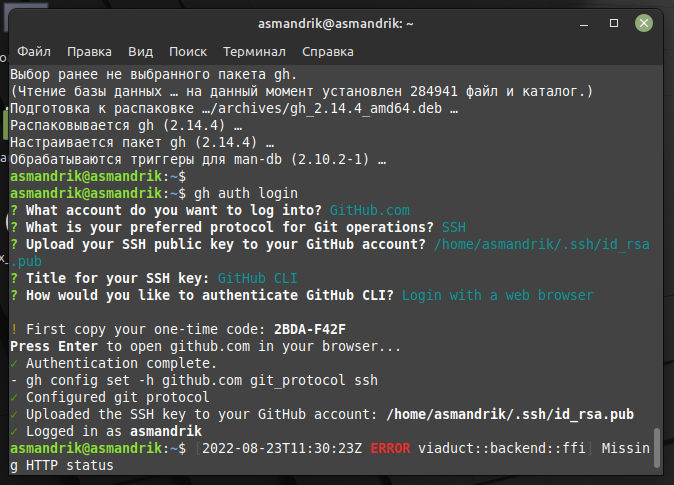 asmandrik@asmandrik: ~
Файл Правка Вид Поиск Терминал Справка
Выбор ранее не выбранного пакета gh.
(Чтение базы данных … на данный момент установлен 284941 файл и каталог.)
Подготовка к распаковке …/archives/gh_2.14.4_amd64.deb …
Распаковывается gh (2.14.4) …
Настраивается пакет gh (2.14.4) …
Обрабатываются триггеры для man-db (2.10.2-1) …
asmandrik@asmandrik:~$
asmandrik@asmandrik:~$ gh auth login
? What account do you want to log into? GitHub.com
? What is your preferred protocol for Git operations? SSH
? Upload your SSH public key to your GitHub account? /home/asmandrik/.ssh/id_rsa
.pub
? Title for your SSH key: GitHub CLI
? How would you like to authenticate GitHub CLI? Login with a web browser
! First copy your one-time code: 2BDA-F42F
Press Enter to open github.com in your browser...
✓ Authentication complete.
- gh config set -h github.com git_protocol ssh
✓ Configured git protocol
✓ Uploaded the SSH key to your GitHub account: /home/asmandrik/.ssh/id_rsa.pub
✓ Logged in as asmandrik
asmandrik@asmandrik:~$ [2022-08-23T11:30:23Z ERROR viaduct::backend::ffi] Missin
g HTTP status